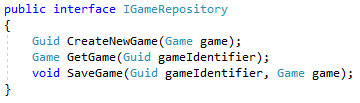 public interface IGameRepository
{
    Guid CreateNewGame(Game game);
    Game GetGame(Guid gameIdentifier);
    void SaveGame(Guid gameIdentifier, Game game);
}